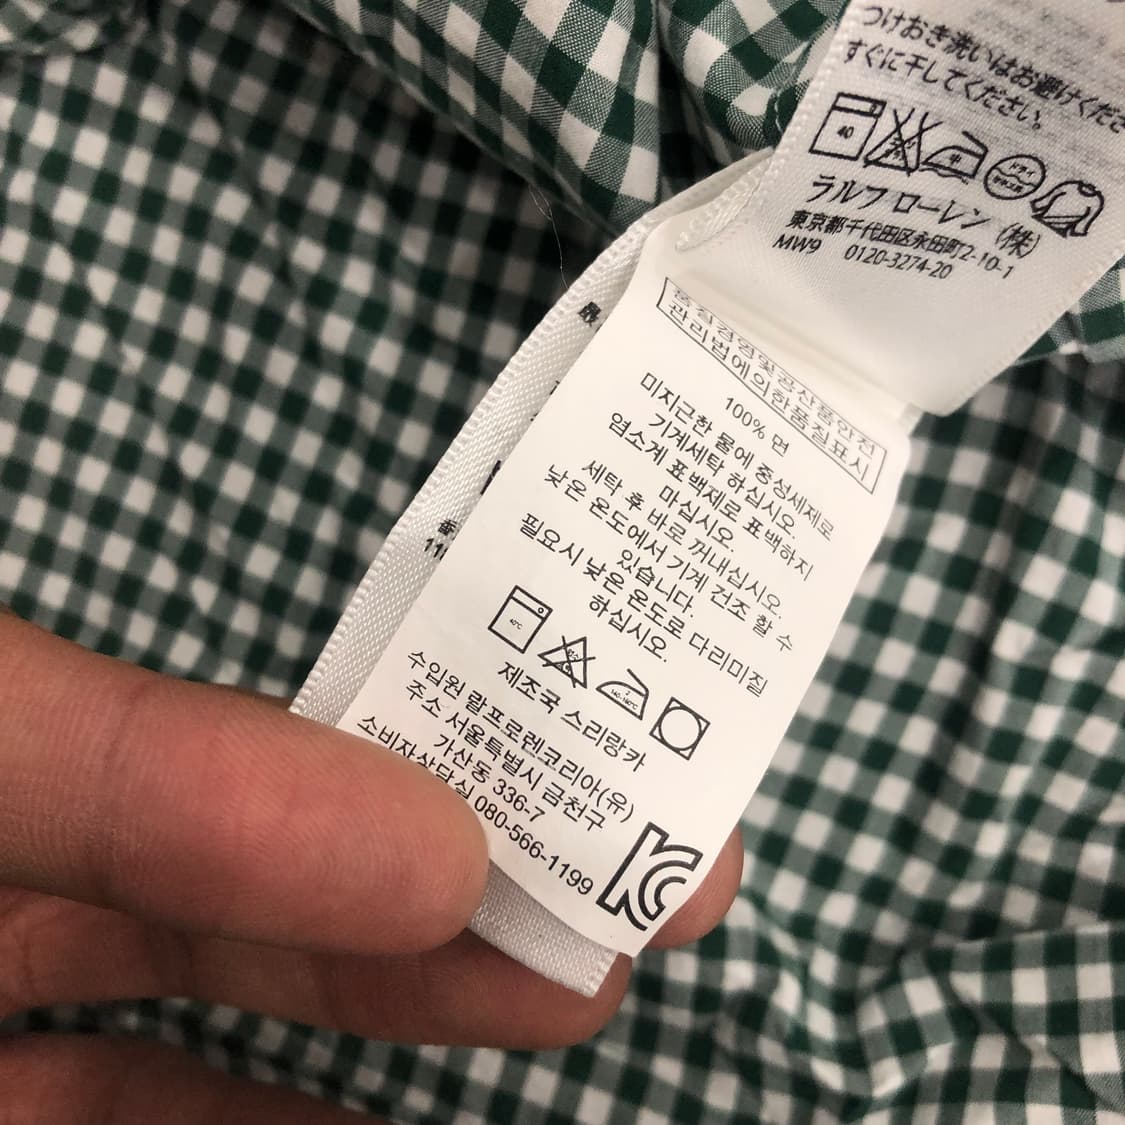 つけおき洗いはお避けくださ
すぐに干してください。
40
ラルフ ローレン (株)
東京都千代田区永田町2-10-1
MW9 0120-3274-20
품질경영및공산품안전
관리법에의한품질표시
100% 면
미지근한 물에 중성세제로
기계세탁 하십시오.
염소계 표백제로 표백하지
마십시오.
세탁 후 바로 꺼내십시오.
낮은 온도에서 기계 건조 할 수
있습니다.
필요시 낮은 온도로 다리미질
하십시오.
제조국 스리랑카
수입원 랄프로렌코리아(유)
주소 서울특별시 금천구
가산동 336-7
소비자상담실 080-566-1199
KC
最
番
11